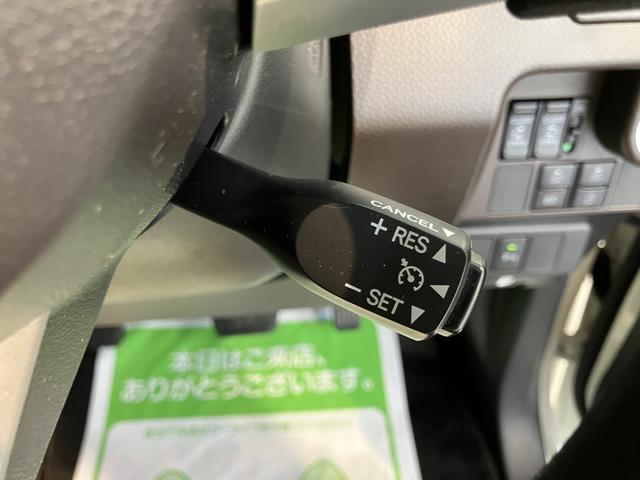 CANCEL▼
+ RES▲
◀
− SET▼
本日はご来店、
ありがとうございます。